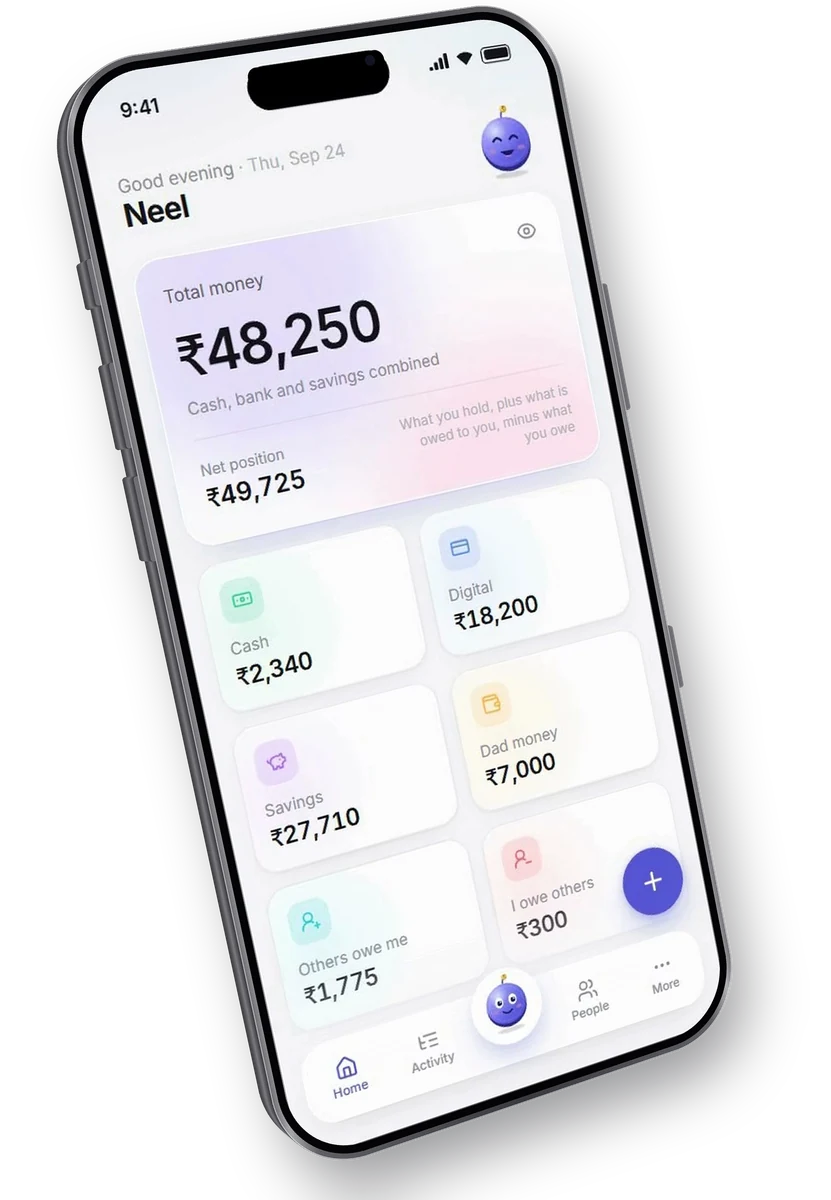 9:41
Good evening · Thu, Sep 24
Neel
Total money
₹48,250
Cash, bank and savings combined
Net position
₹49,725
What you hold, plus what is
owed to you, minus what
you owe
Cash
₹2,340
Digital
₹18,200
Savings
₹27,710
Dad money
₹7,000
Others owe me
₹1,775
I owe others
₹300
Home
Activity
People
More